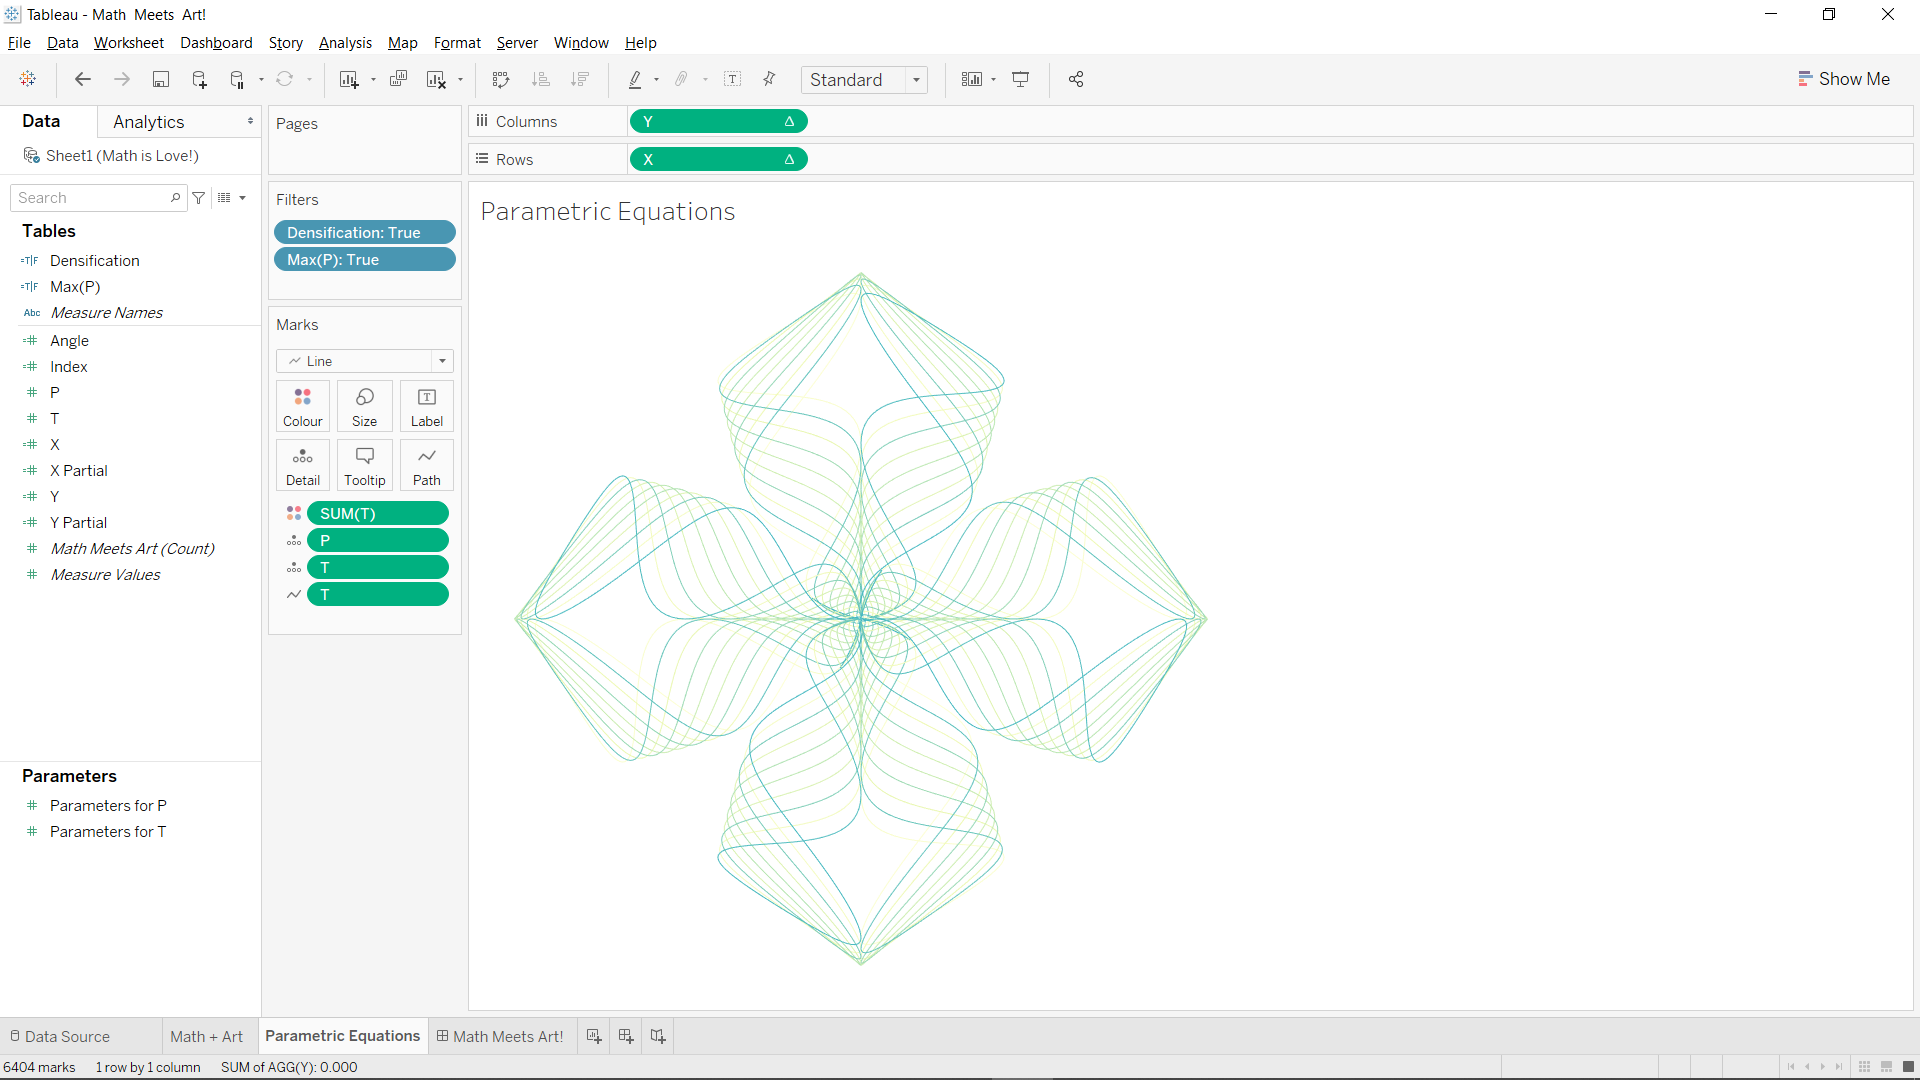 Tableau - Math Meets Art!
File Data Worksheet Dashboard Story Analysis Map Format Server Window Help
Standard
Show Me
Data Analytics
Sheet1 (Math is Love!)
Search
Tables
=T|F Densification
=T|F Max(P)
Abc Measure Names
=# Angle
=# Index
# P
# T
=# X
=# X Partial
=# Y
=# Y Partial
# Math Meets Art (Count)
# Measure Values
Parameters
# Parameters for P
# Parameters for T
Pages
Filters
Densification: True
Max(P): True
Marks
Line
Colour Size Label
Detail Tooltip Path
SUM(T)
P
T
T
Columns Y Δ
Rows X Δ
Parametric Equations
Data Source Math + Art Parametric Equations Math Meets Art!
6404 marks 1 row by 1 column SUM of AGG(Y): 0.000